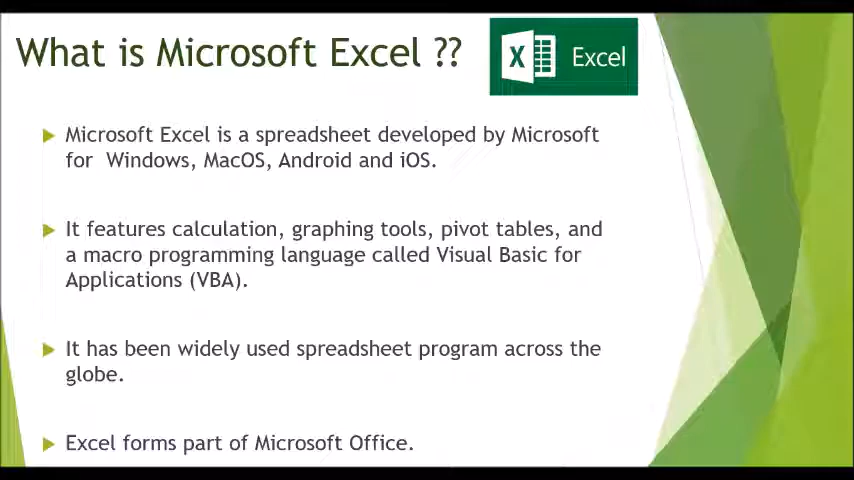 What is Microsoft Excel ??
X Excel
Microsoft Excel is a spreadsheet developed by Microsoft
for Windows, MacOS, Android and iOS.
It features calculation, graphing tools, pivot tables, and
a macro programming language called Visual Basic for
Applications (VBA).
It has been widely used spreadsheet program across the
globe.
Excel forms part of Microsoft Office.